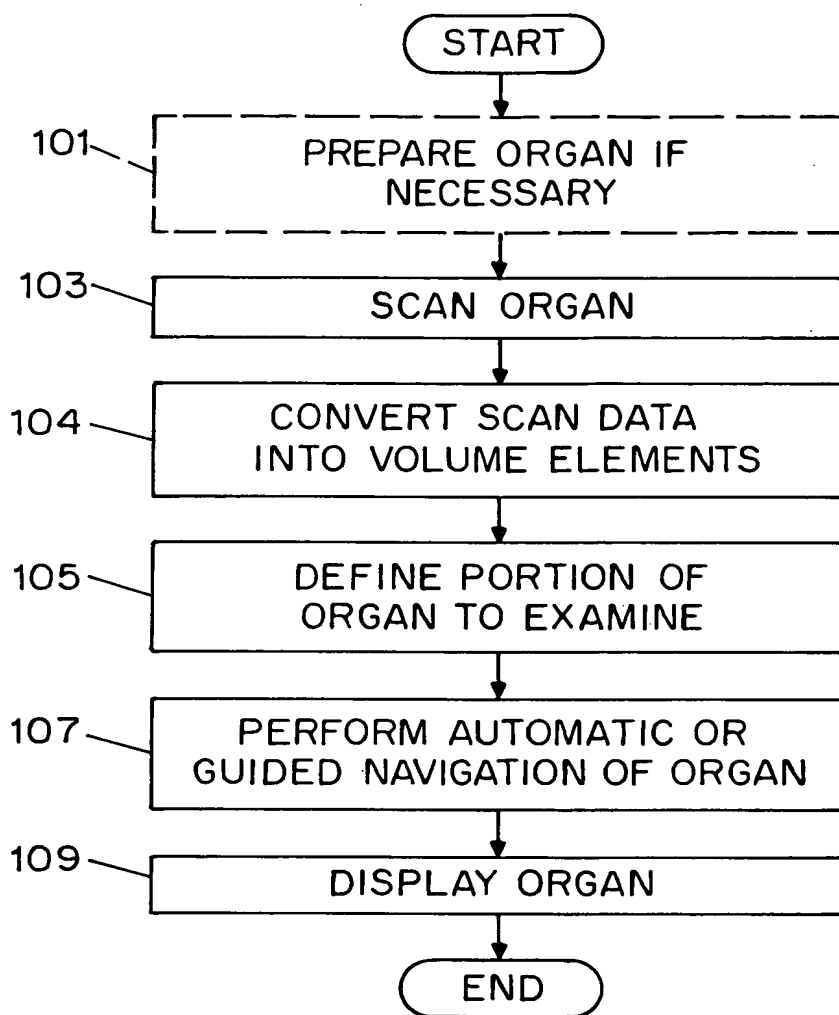 START
101
PREPARE ORGAN IF
NECESSARY
103
SCAN ORGAN
104
CONVERT SCAN DATA
INTO VOLUME ELEMENTS
105
DEFINE PORTION OF
ORGAN TO EXAMINE
107
PERFORM AUTOMATIC OR
GUIDED NAVIGATION OF ORGAN
109
DISPLAY ORGAN
END